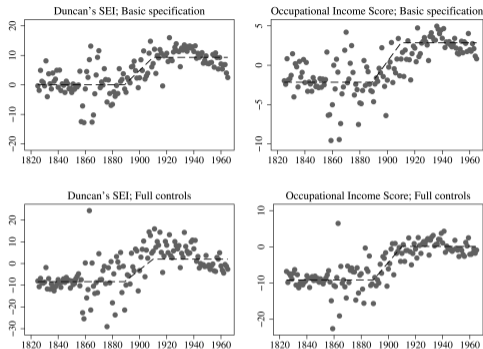 Duncan's SEI; Basic specification
20
10
0
−10
−20
1820 1840 1860 1880 1900 1920 1940 1960
Occupational Income Score; Basic specification
5
0
−5
−10
1820 1840 1860 1880 1900 1920 1940 1960
Duncan's SEI; Full controls
20
10
0
−10
−20
−30
1820 1840 1860 1880 1900 1920 1940 1960
Occupational Income Score; Full controls
10
0
−10
−20
1820 1840 1860 1880 1900 1920 1940 1960